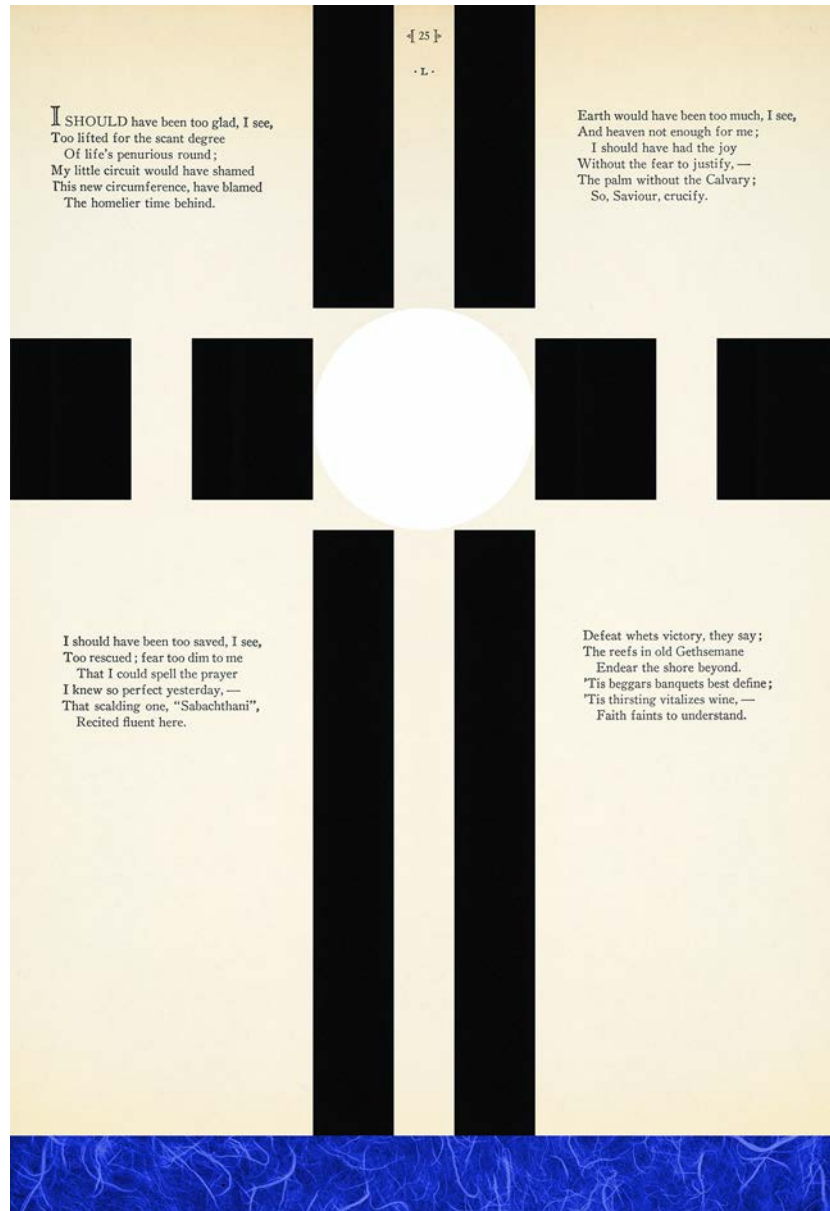 ⁅ 25 ⁆
· L ·
I SHOULD have been too glad, I see,
Too lifted for the scant degree
Of life's penurious round;
My little circuit would have shamed
This new circumference, have blamed
The homelier time behind.
I should have been too saved, I see,
Too rescued; fear too dim to me
That I could spell the prayer
I knew so perfect yesterday, —
That scalding one, “Sabachthani”,
Recited fluent here.
Earth would have been too much, I see,
And heaven not enough for me;
I should have had the joy
Without the fear to justify, —
The palm without the Calvary;
So, Saviour, crucify.
Defeat whets victory, they say;
The reefs in old Gethsemane
Endear the shore beyond.
'Tis beggars banquets best define;
'Tis thirsting vitalizes wine, —
Faith faints to understand.